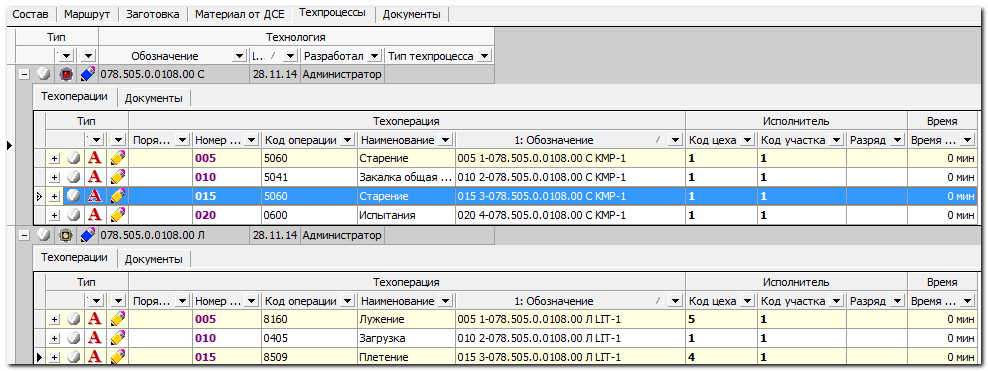 Состав Маршрут Заготовка Материал от ДСЕ Техпроцессы Документы
Тип Технология
Обозначение Разработал Тип техпроцесса
078.505.0.0108.00 С 28.11.14 Администратор
Техоперации Документы
Тип Техоперация Исполнитель Время
Поря... Номер ... Код операции Наименование 1: Обозначение Код цеха Код участка Разряд Время ...
005 5060 Старение 005 1-078.505.0.0108.00 С KMP-1 1 1 0 мин
010 5041 Закалка общая ... 010 2-078.505.0.0108.00 С KMP-1 1 1 0 мин
015 5060 Старение 015 3-078.505.0.0108.00 С KMP-1 1 1 0 мин
020 0600 Испытания 020 4-078.505.0.0108.00 С KMP-1 1 1 0 мин
078.505.0.0108.00 Л 28.11.14 Администратор
Техоперации Документы
Тип Техоперация Исполнитель Время
Поря... Номер ... Код операции Наименование 1: Обозначение Код цеха Код участка Разряд Время ...
005 8160 Лужение 005 1-078.505.0.0108.00 Л LIT-1 5 1 0 мин
010 0405 Загрузка 010 2-078.505.0.0108.00 Л LIT-1 1 1 0 мин
015 8509 Плетение 015 3-078.505.0.0108.00 Л LIT-1 4 1 0 мин